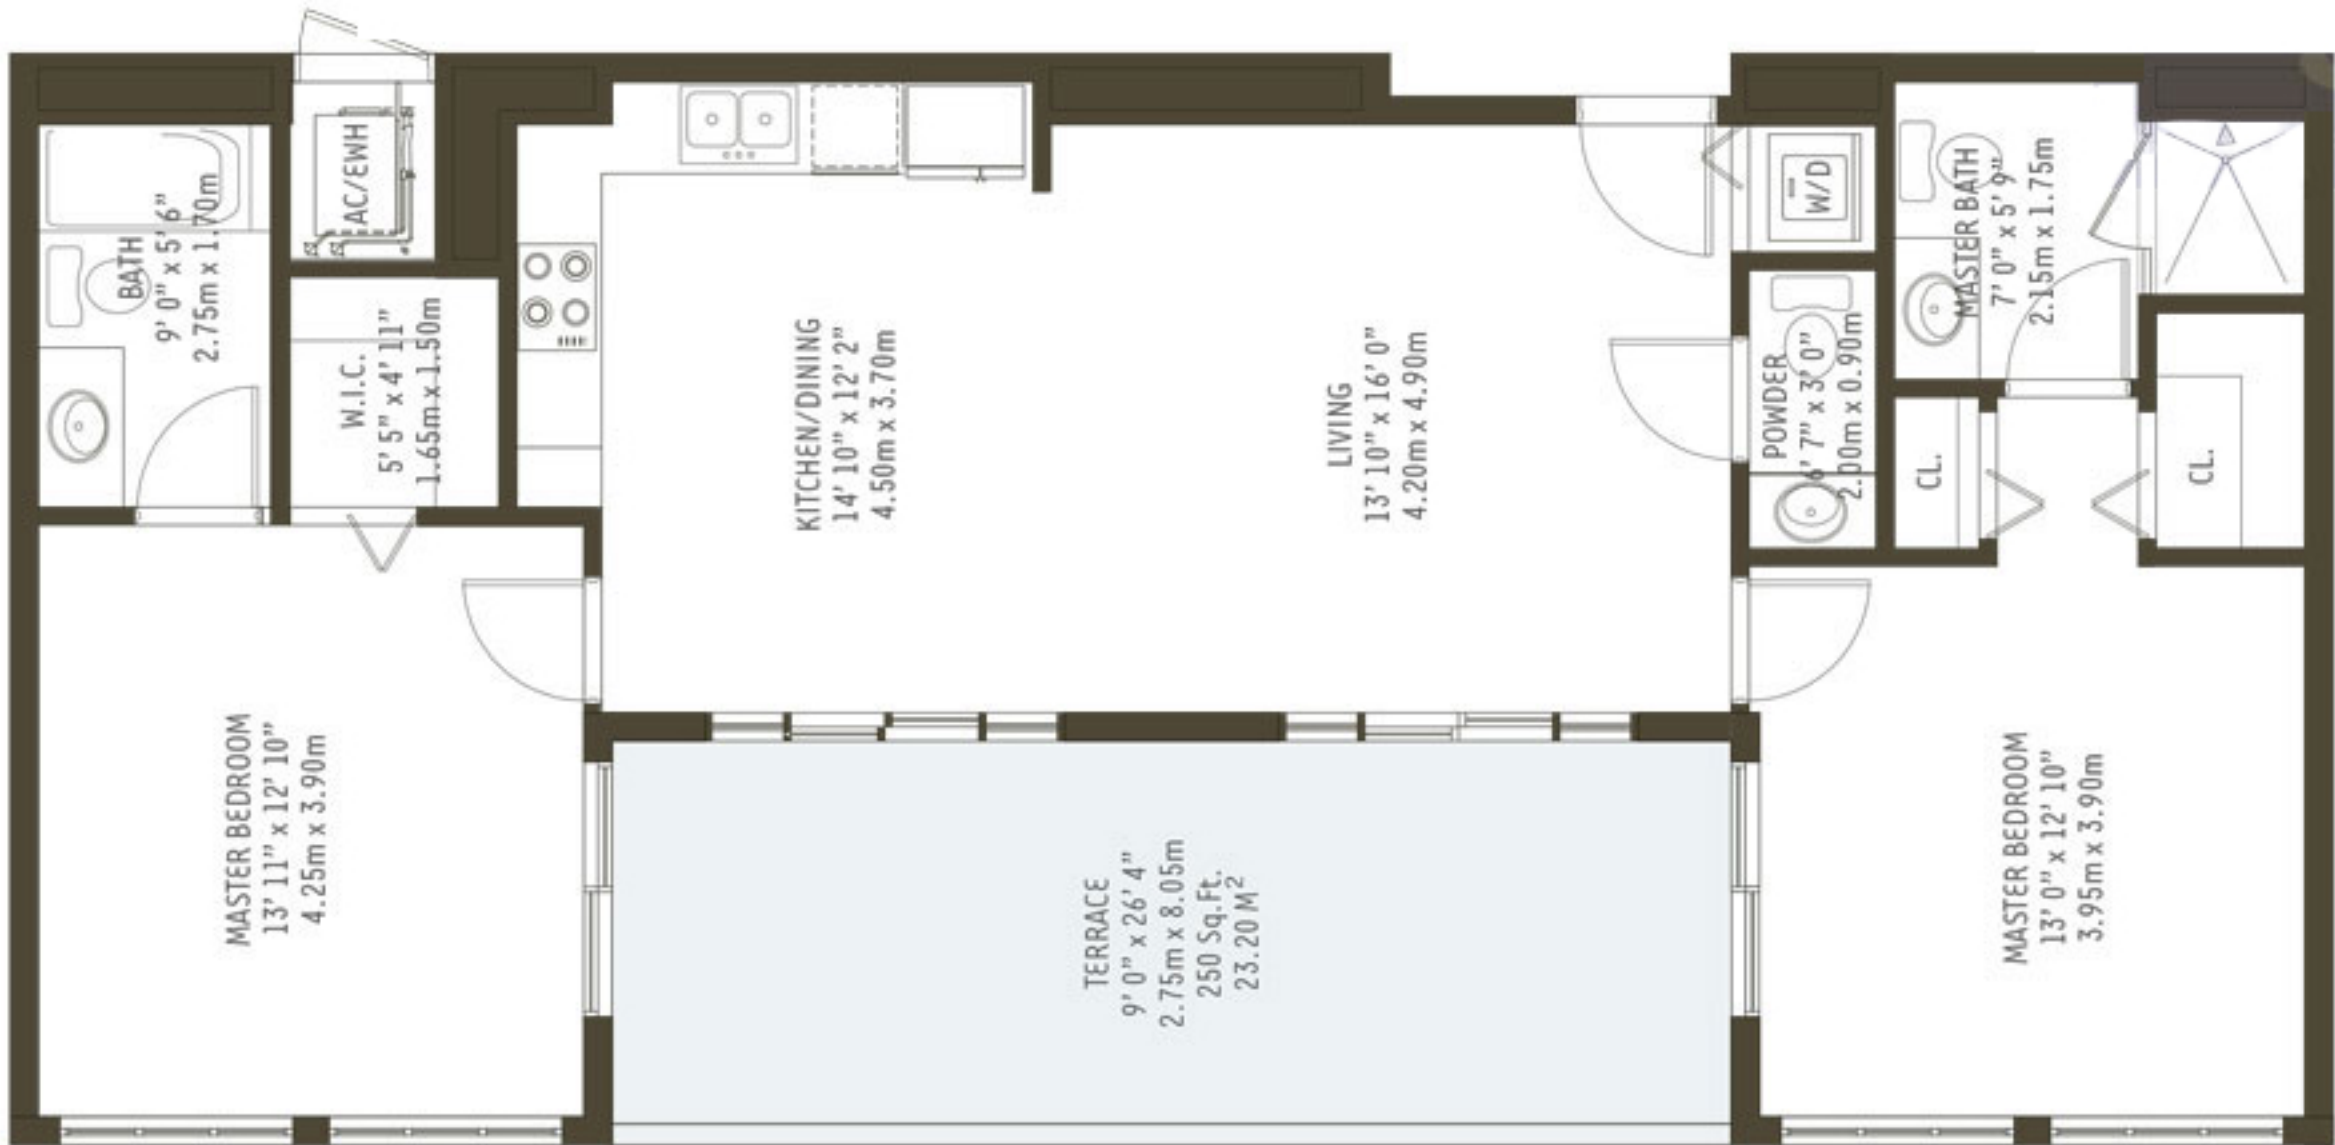 BATH
9' 0" x 5' 6"
2.75m x 1.70m
AC/EWH
W.I.C.
5' 5" x 4' 11"
1.65m x 1.50m
KITCHEN/DINING
14' 10" x 12' 2"
4.50m x 3.70m
LIVING
13' 10" x 16' 0"
4.20m x 4.90m
W/D
POWDER
6' 7" x 3' 0"
2.00m x 0.90m
MASTER BATH
7' 0" x 5' 9"
2.15m x 1.75m
CL.
CL.
MASTER BEDROOM
13' 11" x 12' 10"
4.25m x 3.90m
TERRACE
9' 0" x 26' 4"
2.75m x 8.05m
250 Sq.Ft.
23.20 M²
MASTER BEDROOM
13' 0" x 12' 10"
3.95m x 3.90m